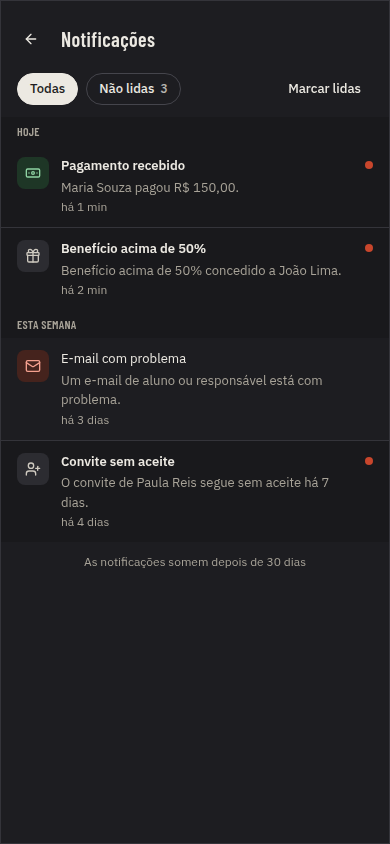 Notificações
Todas
Não lidas 3
Marcar lidas
HOJE
Pagamento recebido
Maria Souza pagou R$ 150,00.
há 1 min
Benefício acima de 50%
Benefício acima de 50% concedido a João Lima.
há 2 min
ESTA SEMANA
E-mail com problema
Um e-mail de aluno ou responsável está com
problema.
há 3 dias
Convite sem aceite
O convite de Paula Reis segue sem aceite há 7
dias.
há 4 dias
As notificações somem depois de 30 dias